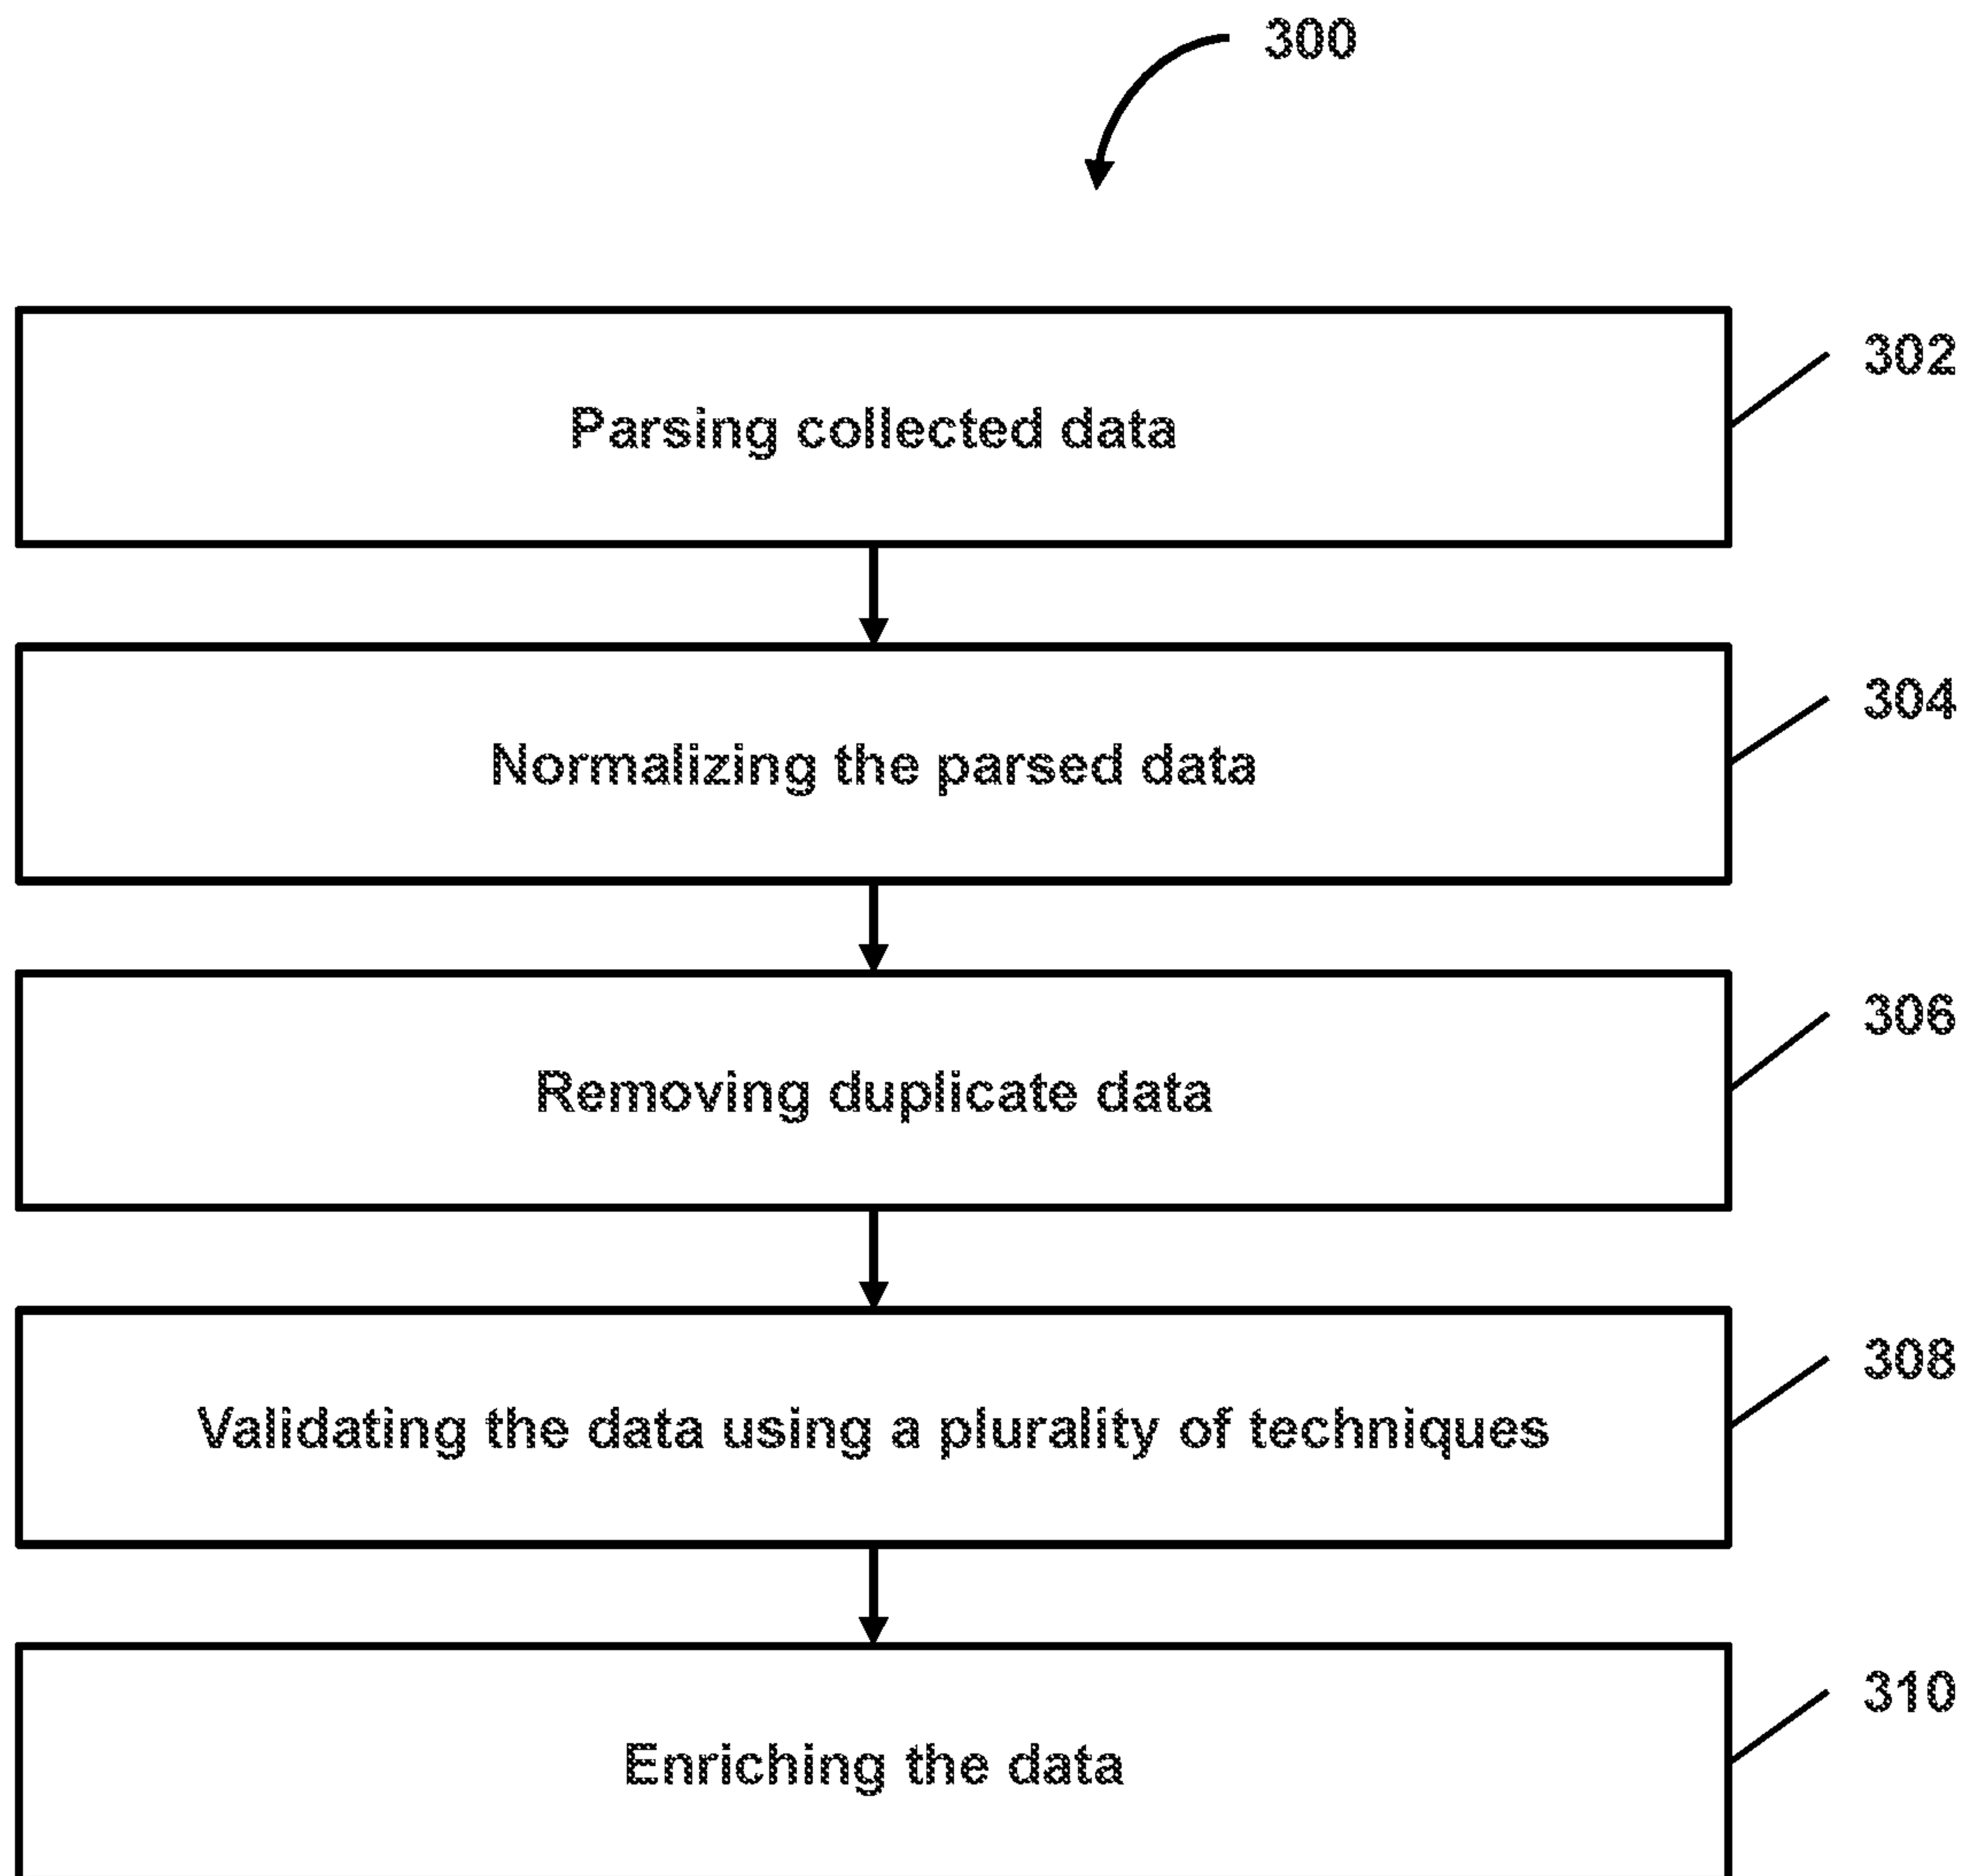 300
Parsing collected data
302
Normalizing the parsed data
304
Removing duplicate data
306
Validating the data using a plurality of techniques
308
Enriching the data
310